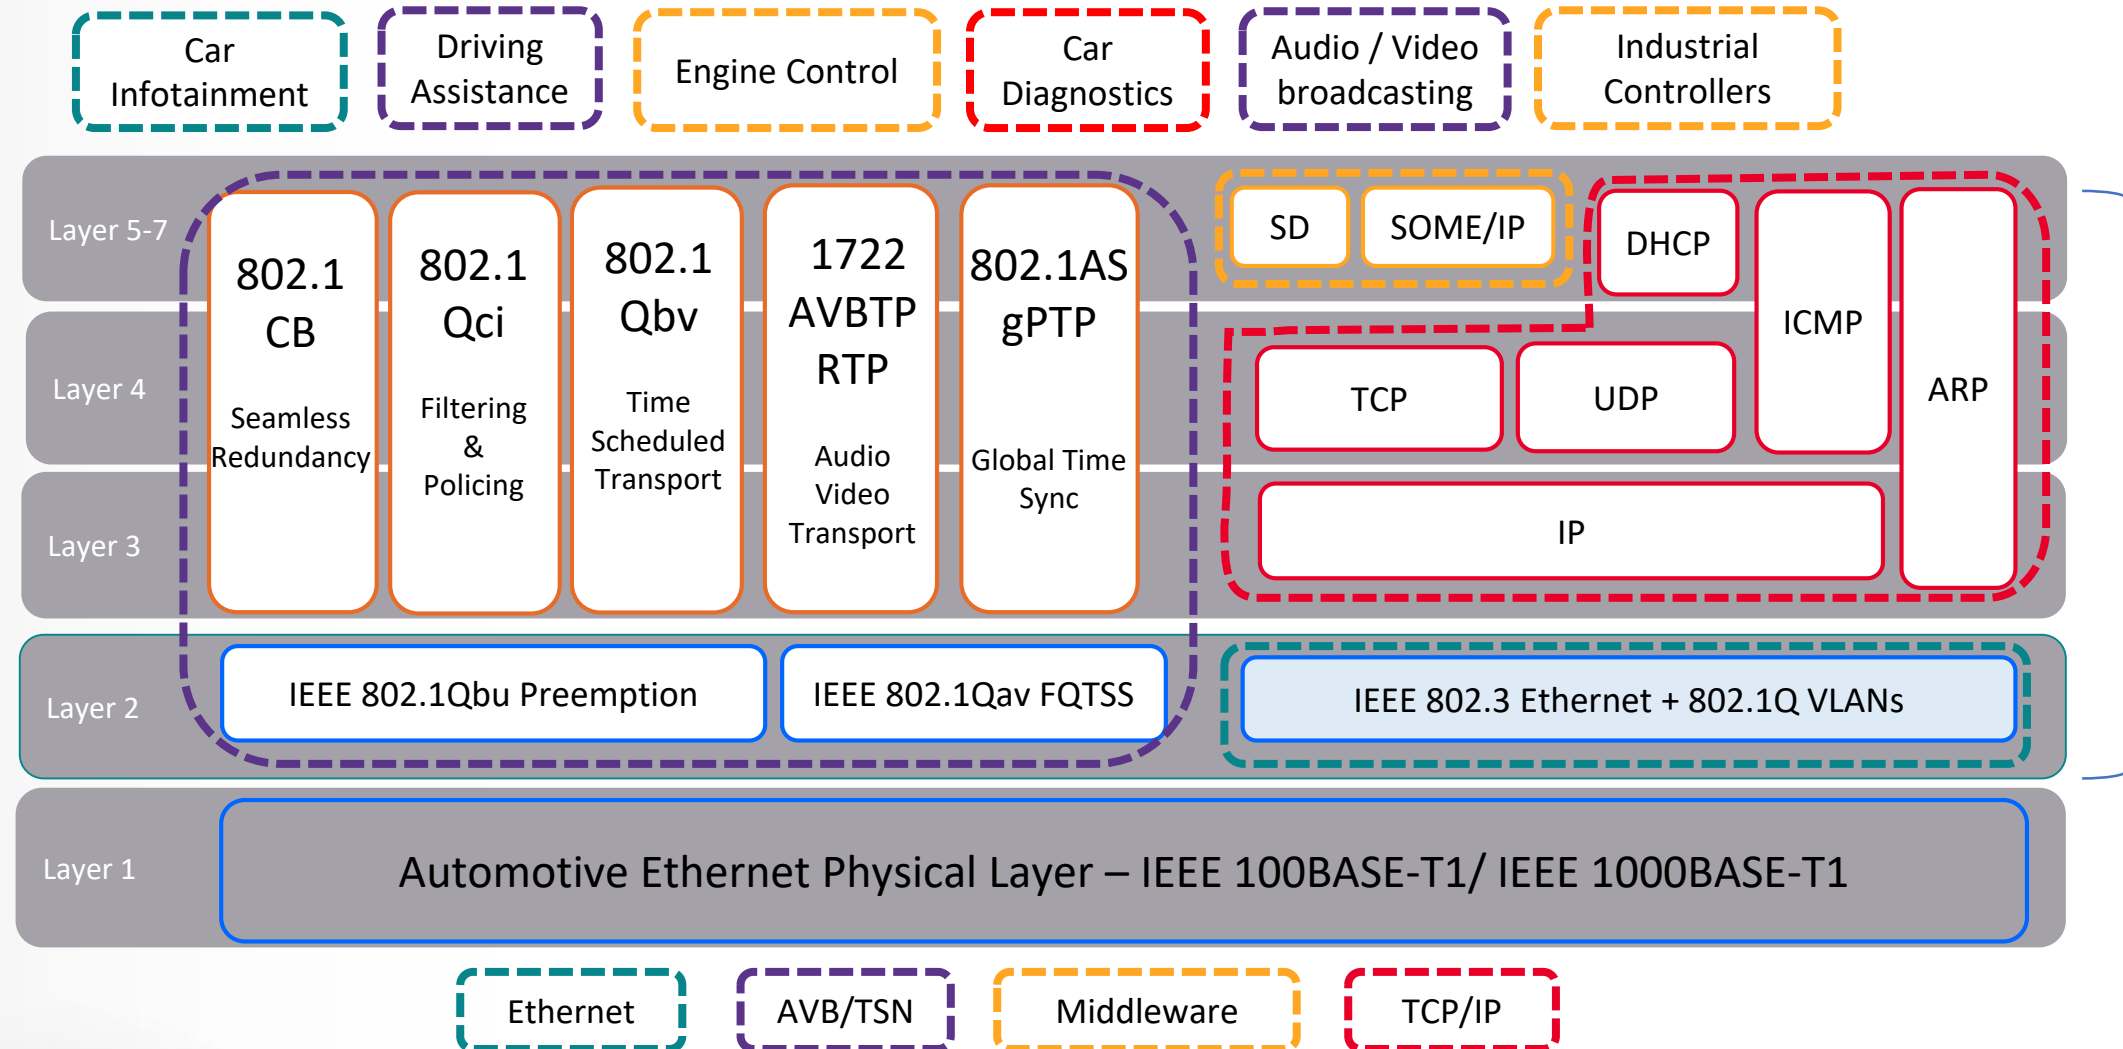 Car
Infotainment
Driving
Assistance
Engine Control
Car
Diagnostics
Audio / Video
broadcasting
Industrial
Controllers
Layer 5-7
802.1
CB
Seamless
Redundancy
802.1
Qci
Filtering
&
Policing
802.1
Qbv
Time
Scheduled
Transport
1722
AVBTP
RTP
Audio
Video
Transport
802.1AS
gPTP
Global Time
Sync
SD
SOME/IP
DHCP
ICMP
ARP
Layer 4
TCP
UDP
Layer 3
IP
Layer 2
IEEE 802.1Qbu Preemption
IEEE 802.1Qav FQTSS
IEEE 802.3 Ethernet + 802.1Q VLANs
Layer 1
Automotive Ethernet Physical Layer – IEEE 100BASE-T1/ IEEE 1000BASE-T1
Ethernet
AVB/TSN
Middleware
TCP/IP